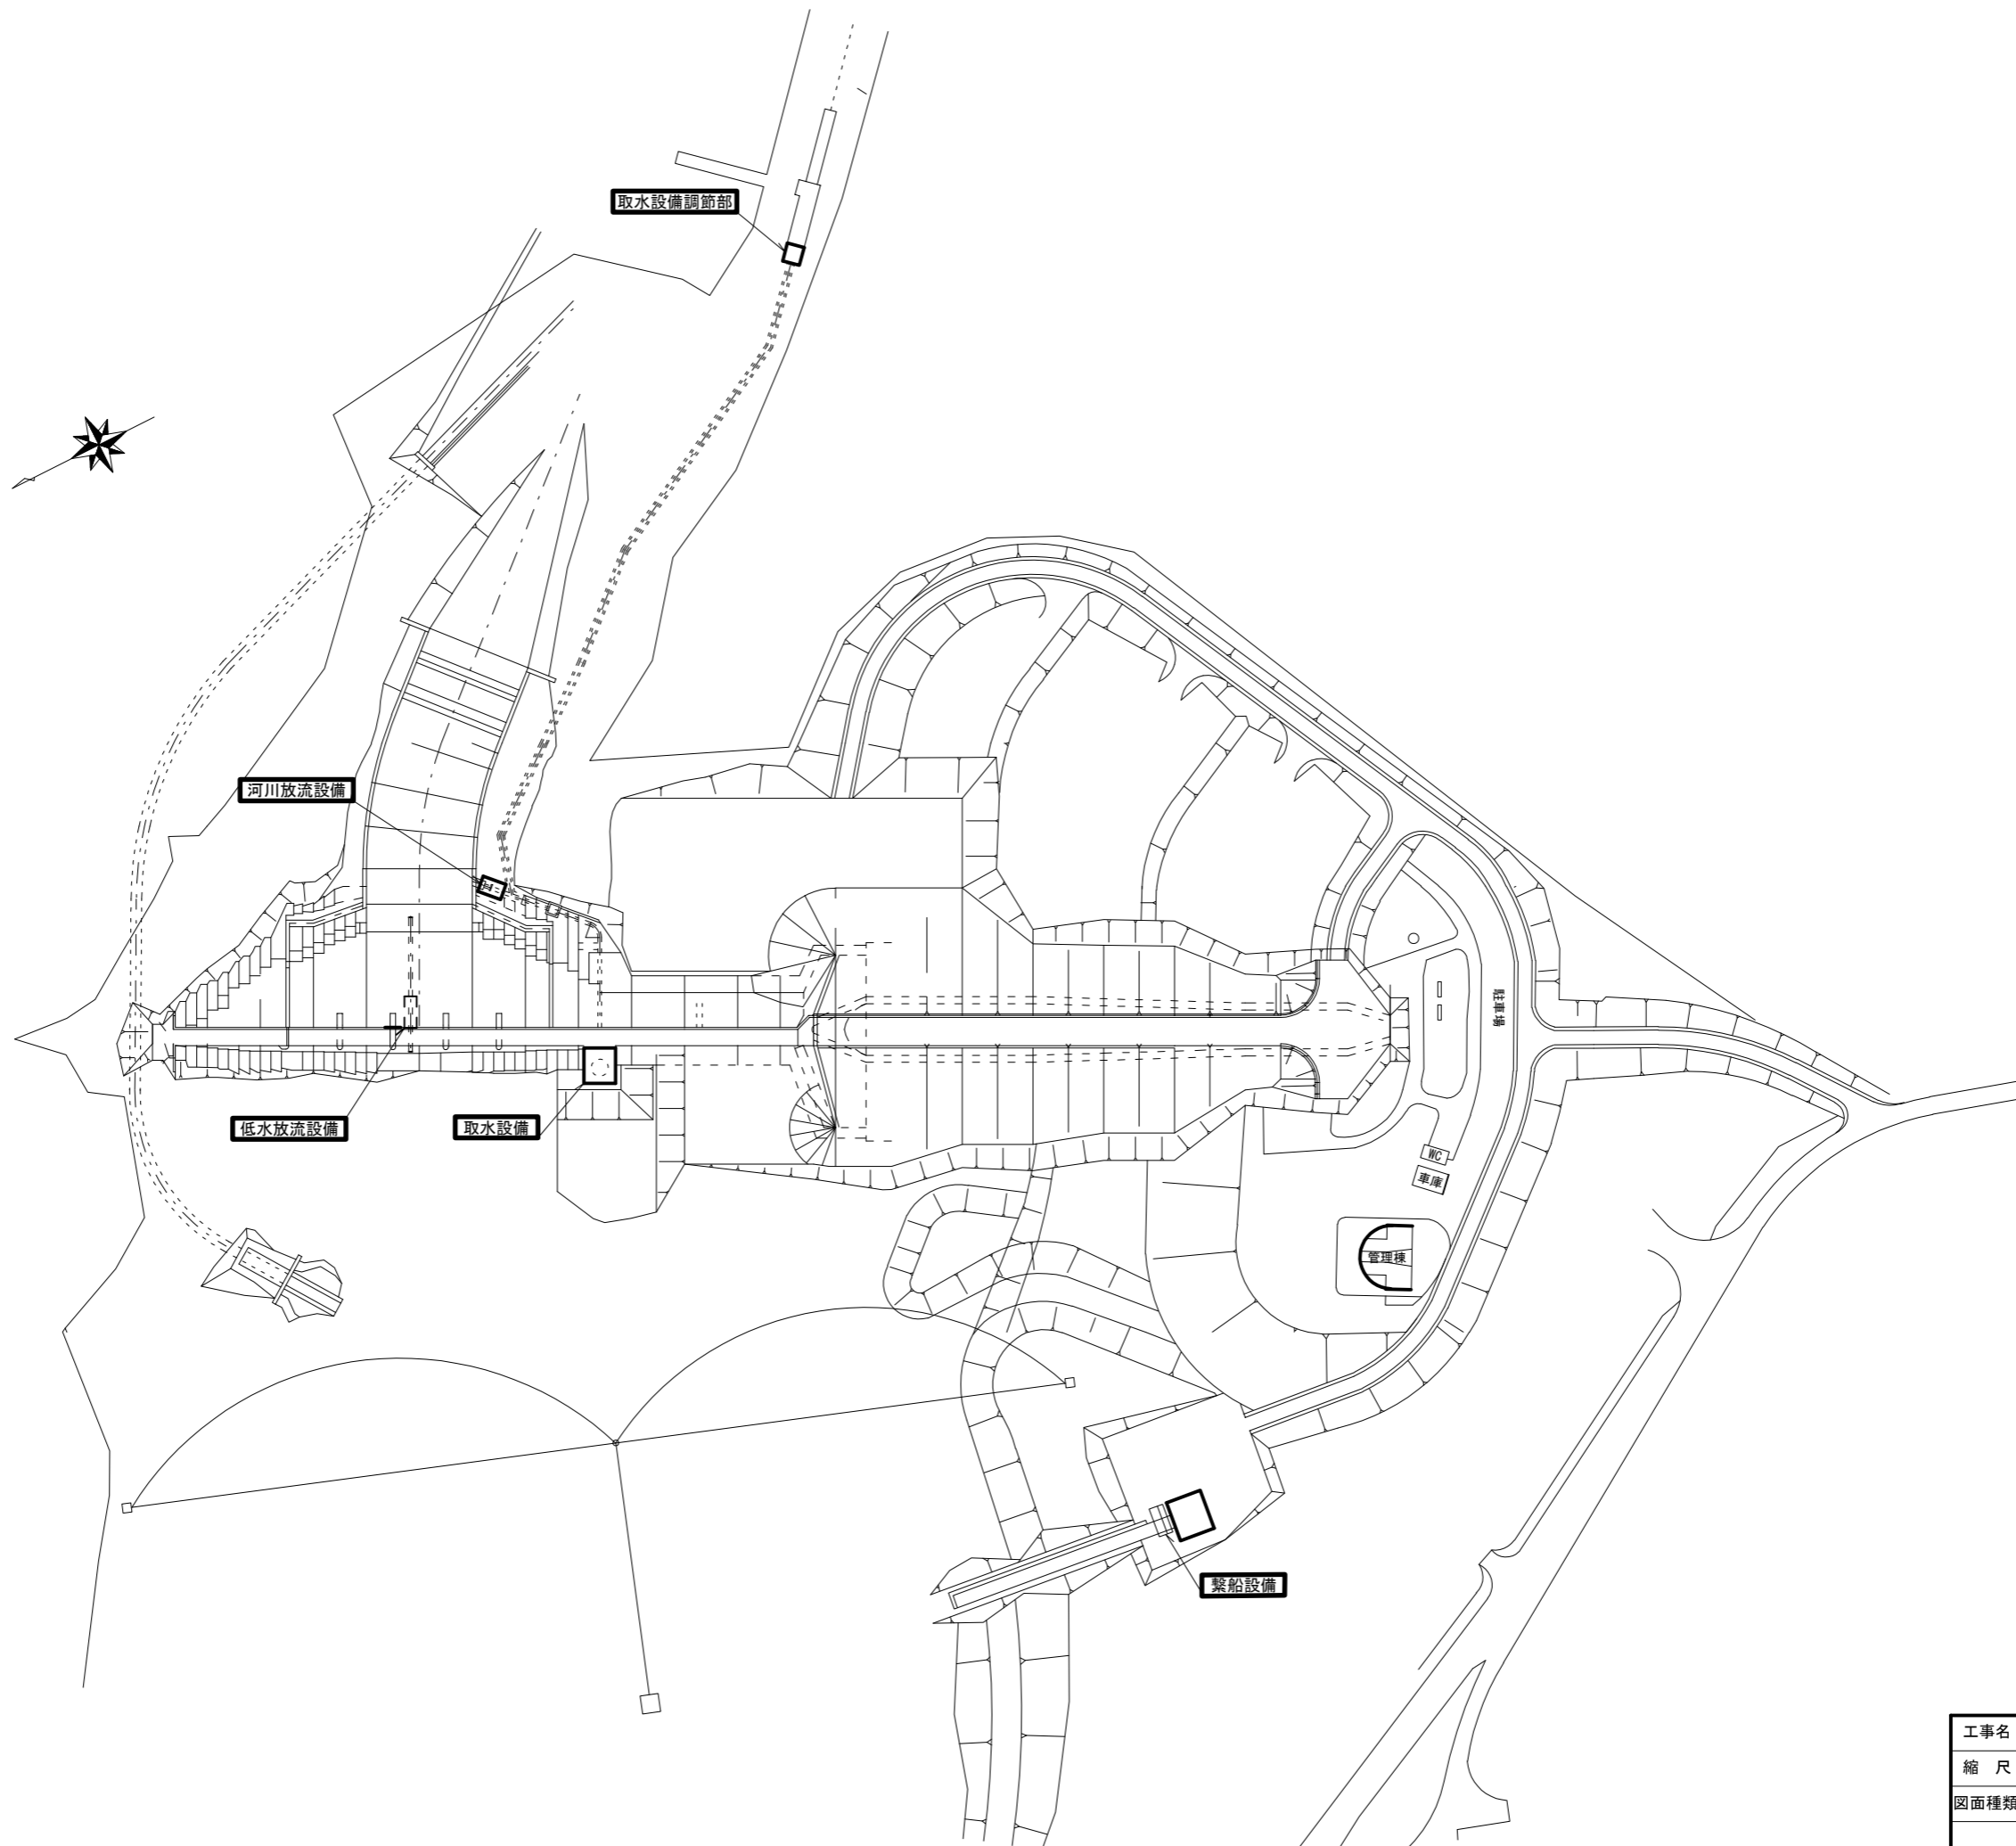 取水設備調節部
河川放流設備
駐車場
低水放流設備
取水設備
WC
車庫
管理棟
繋船設備
工事名
縮　尺
図面種類